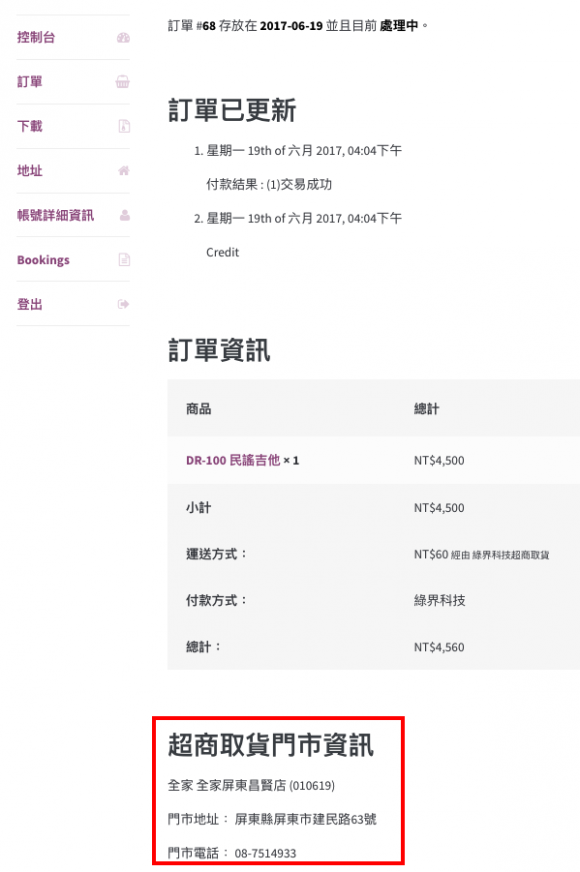 控制台
訂單
下載
地址
帳號詳細資訊
Bookings
登出
訂單 #68 存放在 2017-06-19 並且目前 處理中。
訂單已更新
1. 星期一 19th of 六月 2017, 04:04下午
付款結果 : (1)交易成功
2. 星期一 19th of 六月 2017, 04:04下午
Credit
訂單資訊
商品 總計
DR-100 民謠吉他 × 1 NT$4,500
小計 NT$4,500
運送方式： NT$60 經由 綠界科技超商取貨
付款方式： 綠界科技
總計： NT$4,560
超商取貨門市資訊
全家 全家屏東昌賢店 (010619)
門市地址： 屏東縣屏東市建民路63號
門市電話： 08-7514933